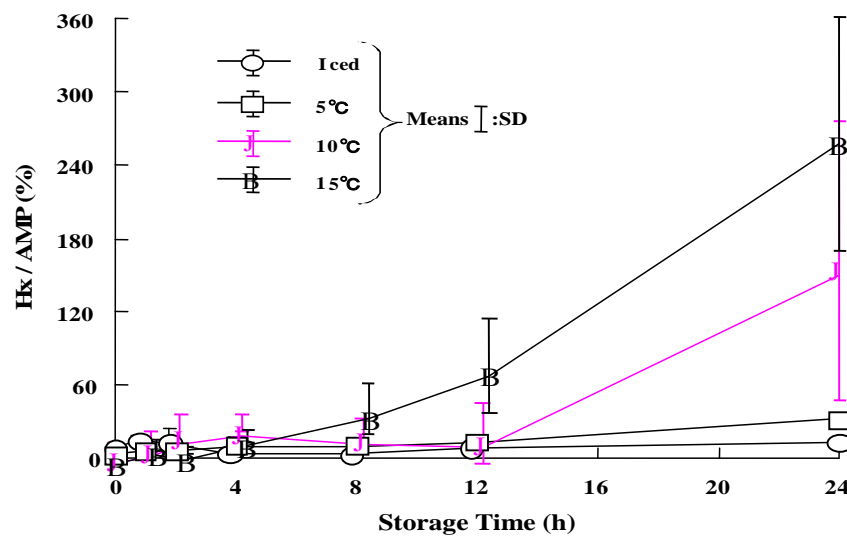 360
300
240
180
120
60
0
Hx / AMP (%)
Iced
5℃
J 10℃
B 15℃
Means :SD
B
J
B
B
J
J
B
J
J
B
J
B
J
B
J
B
0 4 8 12 16 20 24
Storage Time (h)